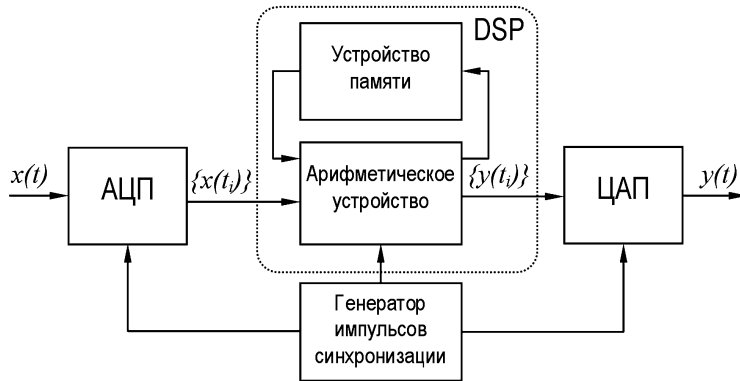 DSP
Устройство
памяти
x(t)
АЦП
{x(tᵢ)}
Арифметическое
устройство
{y(tᵢ)}
ЦАП
y(t)
Генератор
импульсов
синхронизации